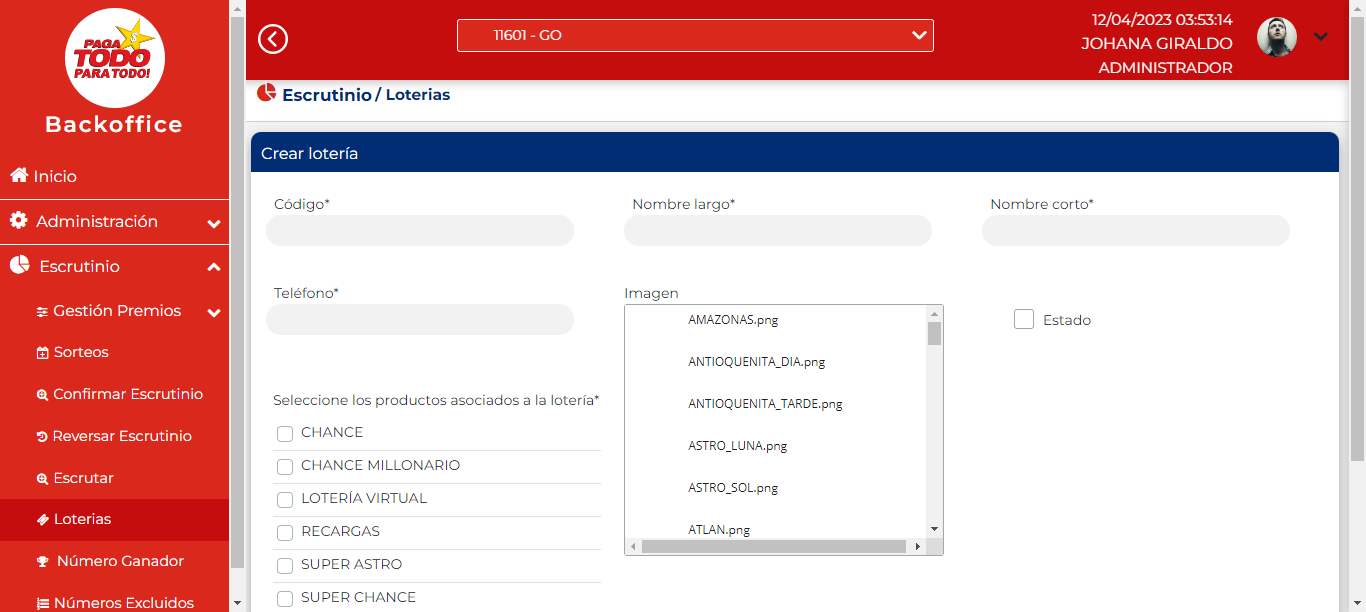 PAGA
TODO
PARA TODO!
Backoffice
Inicio
Administración
Escrutinio
Gestión Premios
Sorteos
Confirmar Escrutinio
Reversar Escrutinio
Escrutar
Loterias
Número Ganador
Números Excluidos
11601 - GO
12/04/2023 03:53:14
JOHANA GIRALDO
ADMINISTRADOR
Escrutinio / Loterias
Crear lotería
Código*
Nombre largo*
Nombre corto*
Teléfono*
Imagen
AMAZONAS.png
ANTIOQUENITA_DIA.png
ANTIOQUENITA_TARDE.png
ASTRO_LUNA.png
ASTRO_SOL.png
ATLAN.png
Estado
Seleccione los productos asociados a la lotería*
CHANCE
CHANCE MILLONARIO
LOTERÍA VIRTUAL
RECARGAS
SUPER ASTRO
SUPER CHANCE